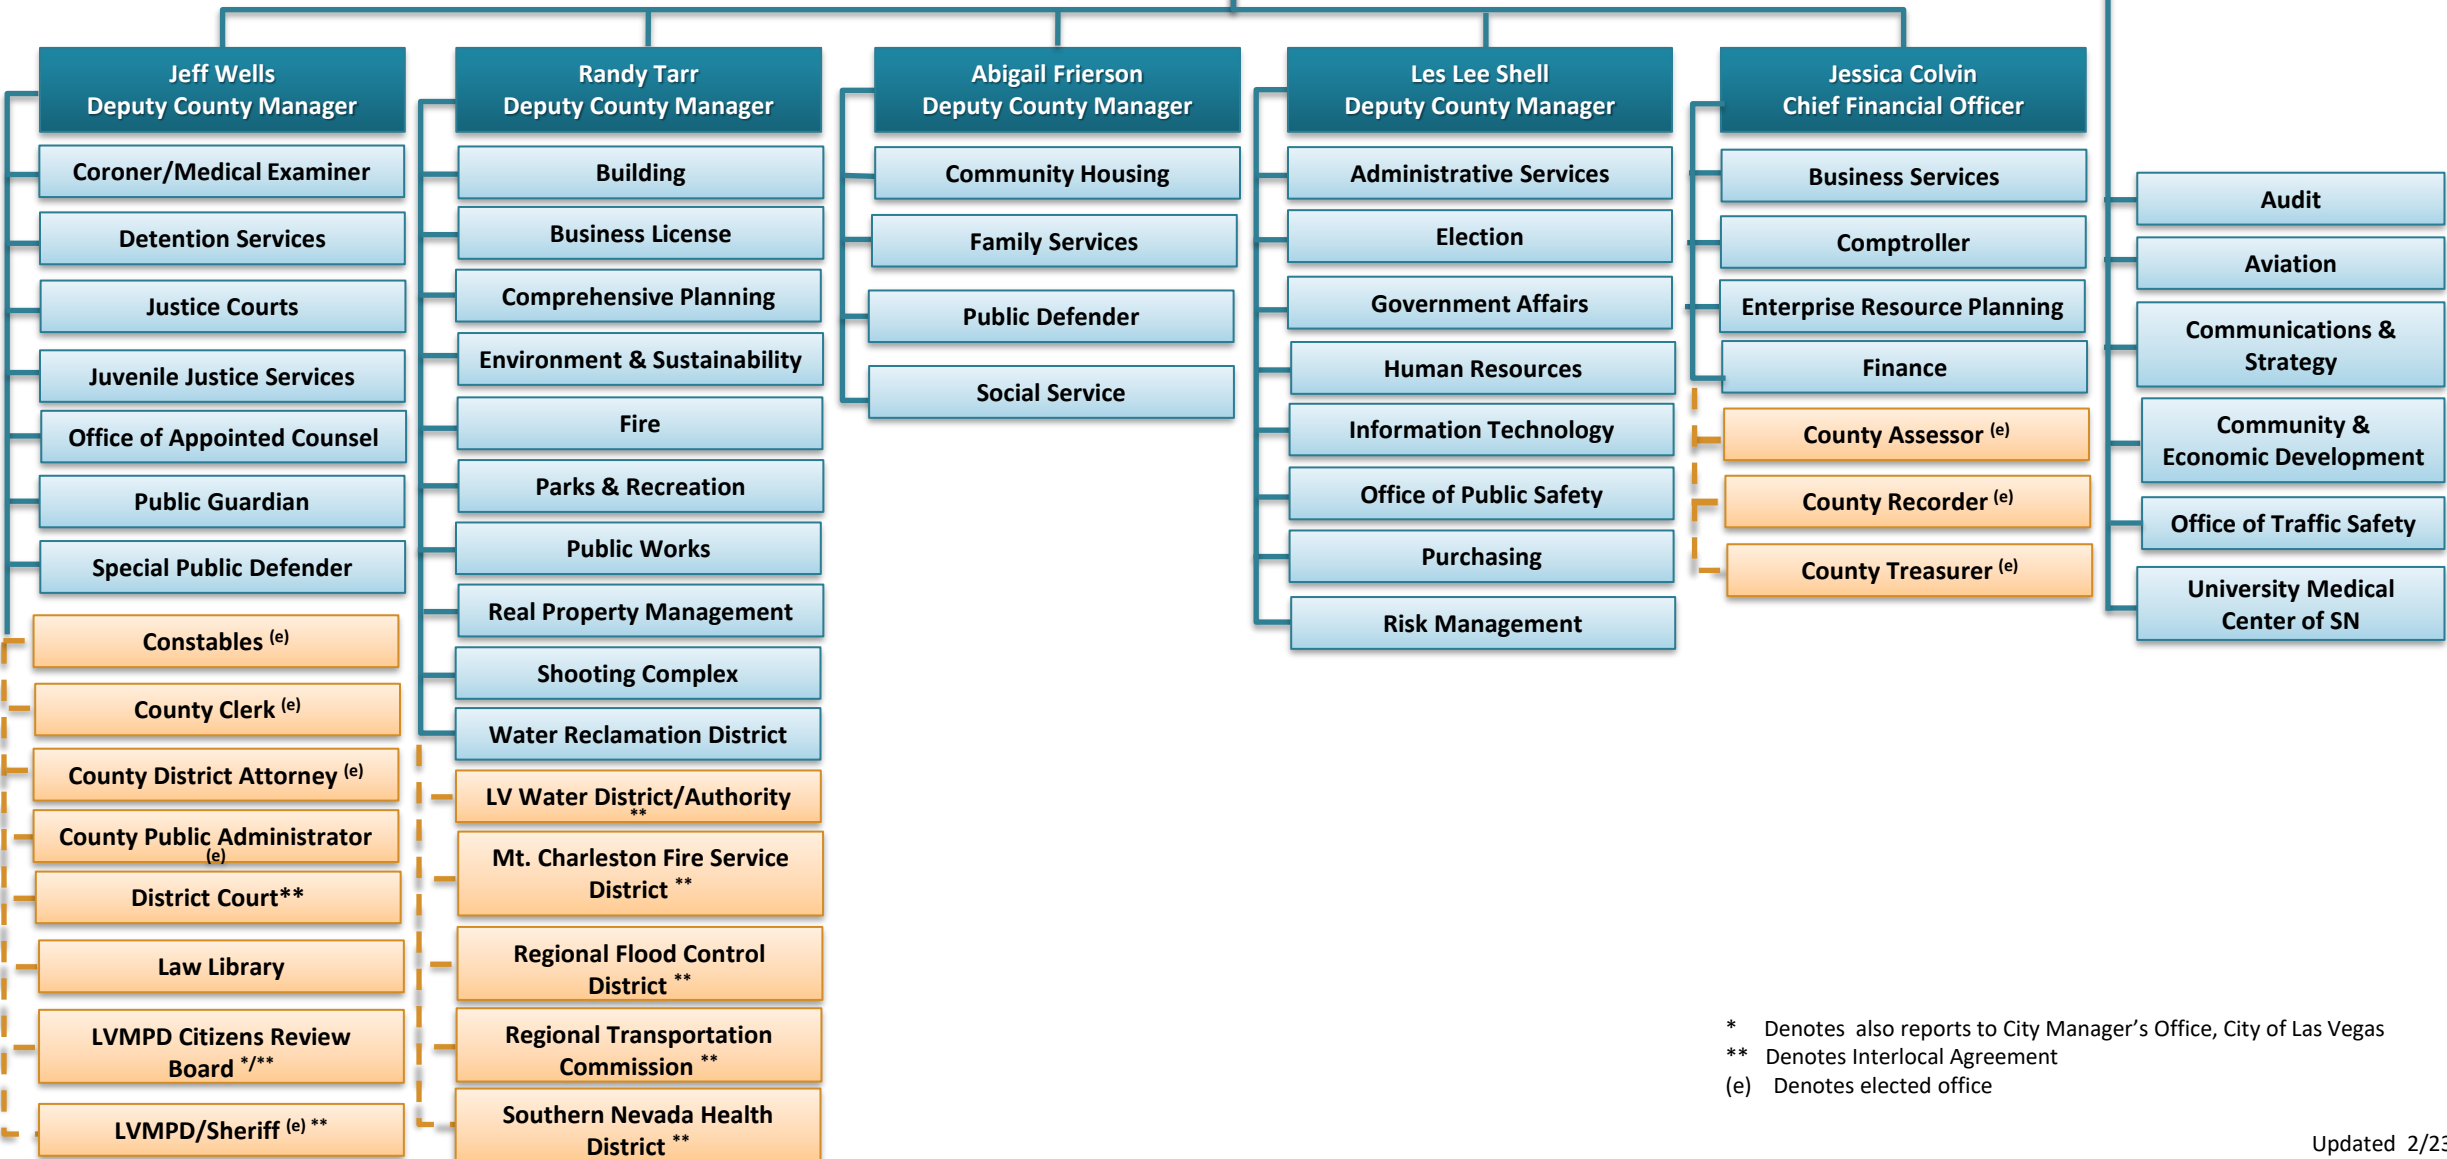 Jeff Wells
Deputy County Manager
Coroner/Medical Examiner
Detention Services
Justice Courts
Juvenile Justice Services
Office of Appointed Counsel
Public Guardian
Special Public Defender
Constables (e)
County Clerk (e)
County District Attorney (e)
County Public Administrator
(e)
District Court**
Law Library
LVMPD Citizens Review
Board */**
LVMPD/Sheriff (e) **
Randy Tarr
Deputy County Manager
Building
Business License
Comprehensive Planning
Environment & Sustainability
Fire
Parks & Recreation
Public Works
Real Property Management
Shooting Complex
Water Reclamation District
LV Water District/Authority
**
Mt. Charleston Fire Service
District **
Regional Flood Control
District **
Regional Transportation
Commission **
Southern Nevada Health
District **
Abigail Frierson
Deputy County Manager
Community Housing
Family Services
Public Defender
Social Service
Les Lee Shell
Deputy County Manager
Administrative Services
Election
Government Affairs
Human Resources
Information Technology
Office of Public Safety
Purchasing
Risk Management
Jessica Colvin
Chief Financial Officer
Business Services
Comptroller
Enterprise Resource Planning
Finance
County Assessor (e)
County Recorder (e)
County Treasurer (e)
Audit
Aviation
Communications &
Strategy
Community &
Economic Development
Office of Traffic Safety
University Medical
Center of SN
* Denotes also reports to City Manager’s Office, City of Las Vegas
** Denotes Interlocal Agreement
(e) Denotes elected office
Updated 2/23